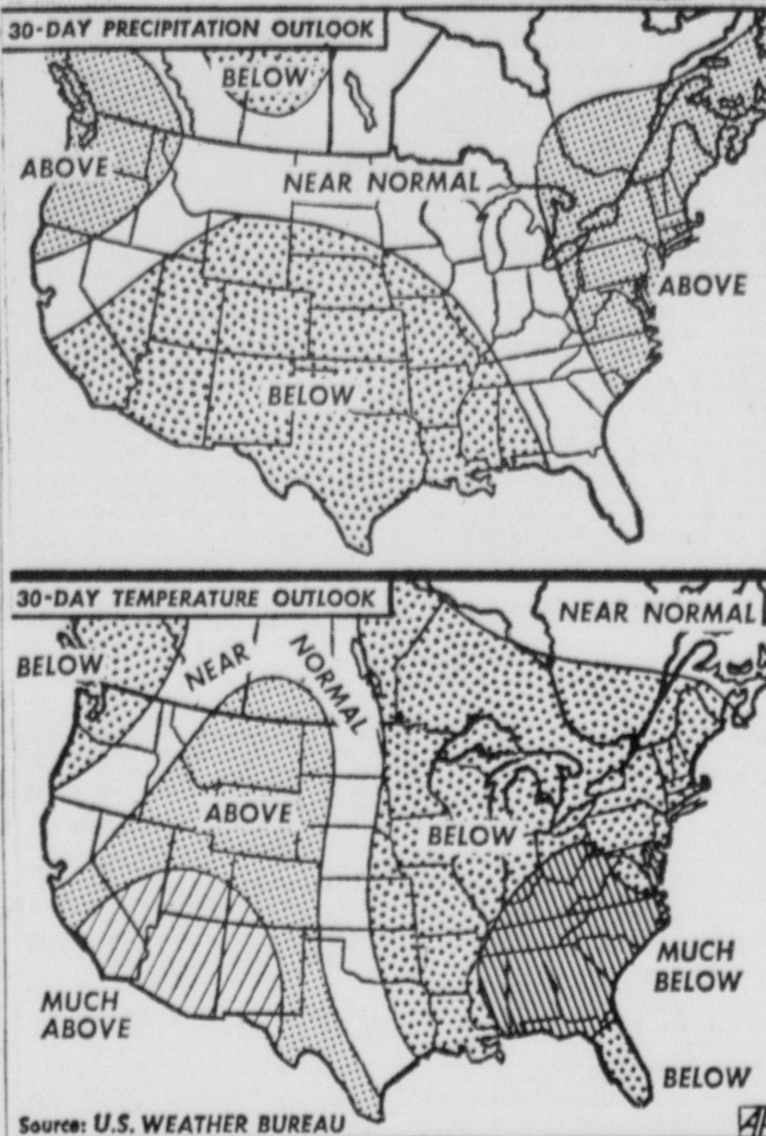 30-DAY PRECIPITATION OUTLOOK
BELOW
ABOVE
NEAR NORMAL
ABOVE
BELOW
30-DAY TEMPERATURE OUTLOOK
NEAR NORMAL
BELOW
NEAR
NORMAL
ABOVE
BELOW
MUCH
BELOW
MUCH
ABOVE
BELOW
Source: U.S. WEATHER BUREAU
AP